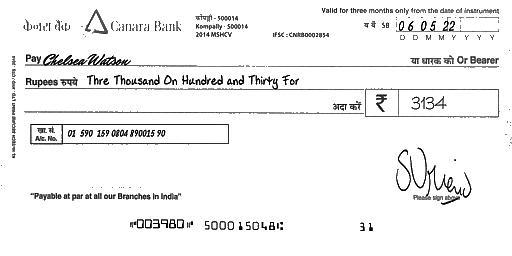 केनरा बैंक Canara Bank
कोंपल्ली - 500014
Kompally - 500014
2014 MSHCV
IFSC : CNRB0002854
Valid for three months only from the date of instrument
SB 06 05 22
D D M M Y Y Y Y
Pay Chelsea Watson या धारक को Or Bearer
Rupees रुपये Thre Thousand On Hundred and Thirty For
अदा करें ₹ 3134
खा. सं.
A/c. No. 01 590 159 0804 890015 90
Please sign above
"Payable at par at all our Branches in India"
⑈003980⑈ 500015048⑆ 31